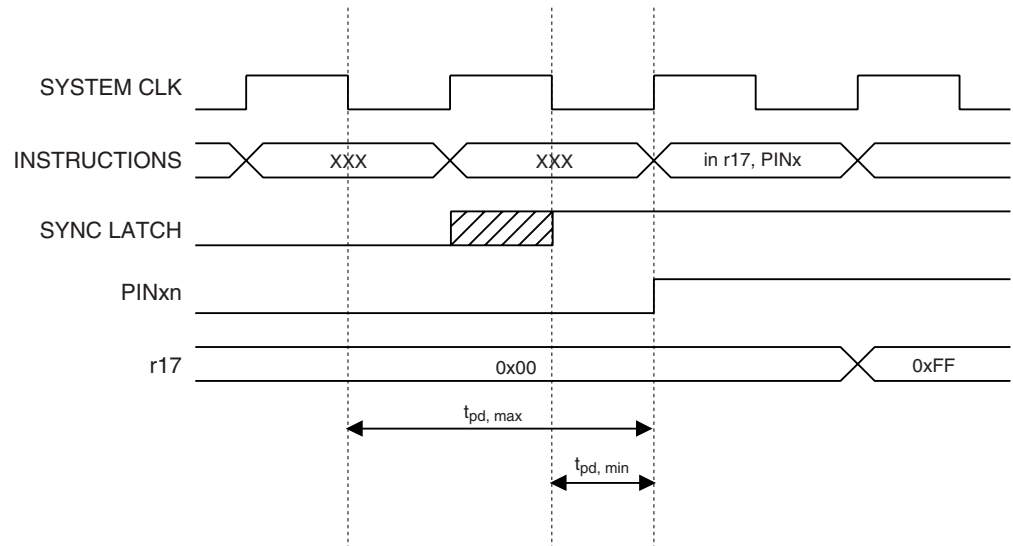 SYSTEM CLK
INSTRUCTIONS XXX XXX in r17, PINx
SYNC LATCH
PINxn
r17 0x00 0xFF
tpd, max
tpd, min